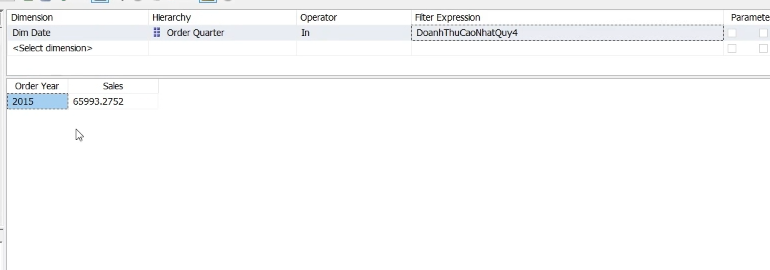 Dimension Hierarchy Operator Filter Expression Paramete
Dim Date Order Quarter In DoanhThuCaoNhatQuy4
<Select dimension>
Order Year Sales
2015 65993.2752